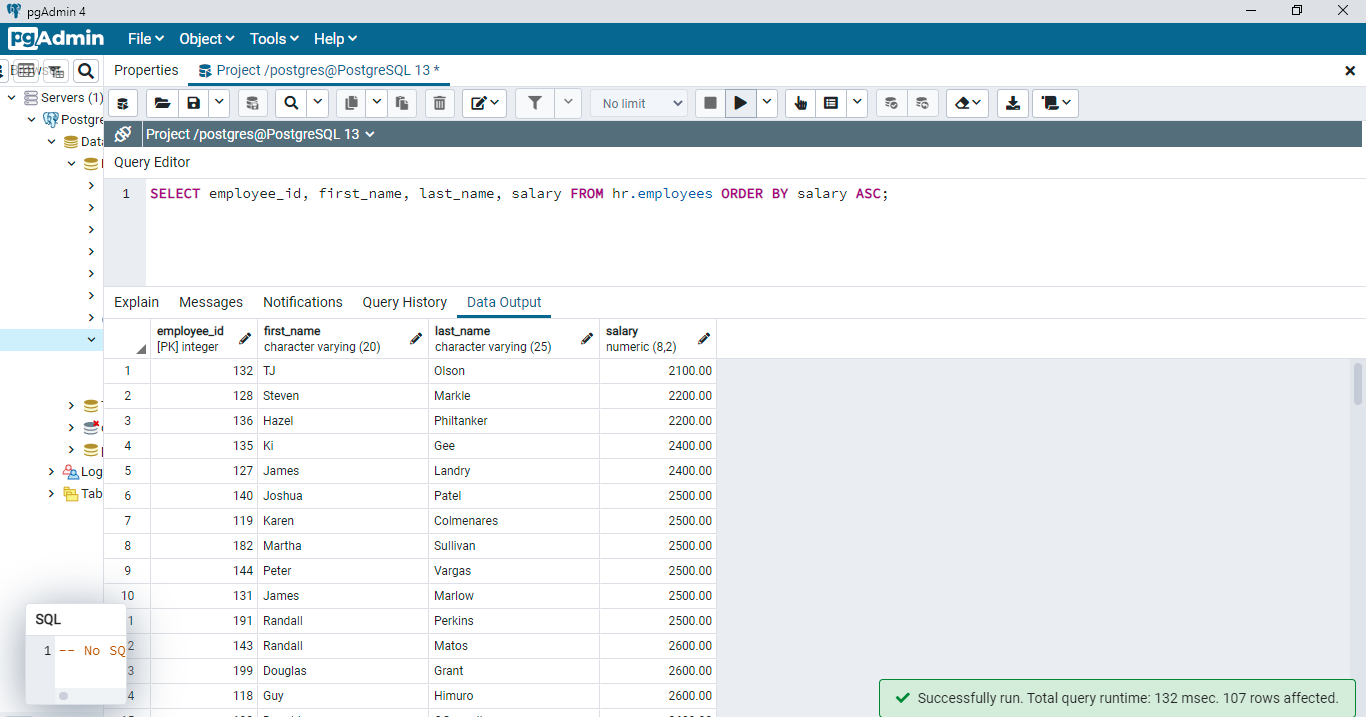 pgAdmin 4
pgAdmin File Object Tools Help
Properties Project /postgres@PostgreSQL 13 *
Servers (1)
Postgre
Data
No limit
Project /postgres@PostgreSQL 13
Query Editor
1 SELECT employee_id, first_name, last_name, salary FROM hr.employees ORDER BY salary ASC;
Explain Messages Notifications Query History Data Output
employee_id first_name last_name salary
[PK] integer character varying (20) character varying (25) numeric (8,2)
1 132 TJ Olson 2100.00
2 128 Steven Markle 2200.00
3 136 Hazel Philtanker 2200.00
4 135 Ki Gee 2400.00
5 127 James Landry 2400.00
6 140 Joshua Patel 2500.00
7 119 Karen Colmenares 2500.00
8 182 Martha Sullivan 2500.00
9 144 Peter Vargas 2500.00
10 131 James Marlow 2500.00
1 191 Randall Perkins 2500.00
2 143 Randall Matos 2600.00
3 199 Douglas Grant 2600.00
4 118 Guy Himuro 2600.00
Log
Tab
SQL
1 -- No SQ
Successfully run. Total query runtime: 132 msec. 107 rows affected.